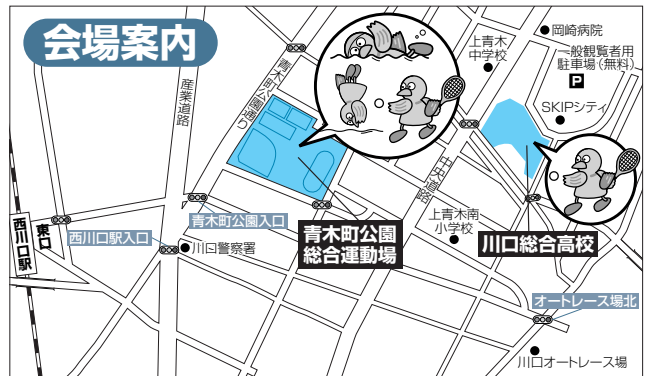 会場案内
岡崎病院
一般観覧者用
駐車場(無料)
P
上青木
中学校
SKIPシティ
青木町公園通り
産業道路
中央道路
青木町公園入口
西川口駅入口
東口
西川口駅
川口警察署
青木町公園
総合運動場
上青木南
小学校
川口総合高校
オートレース場北
川口オートレース場